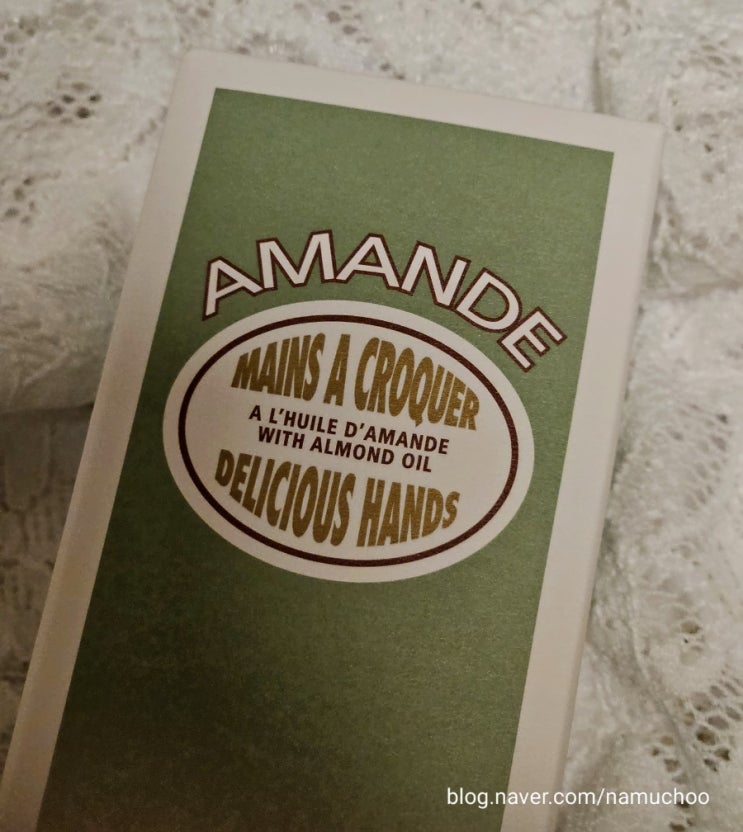 AMANDE
MAINS A CROQUER
A L'HUILE D'AMANDE
WITH ALMOND OIL
DELICIOUS HANDS
blog.naver.com/namuchoo